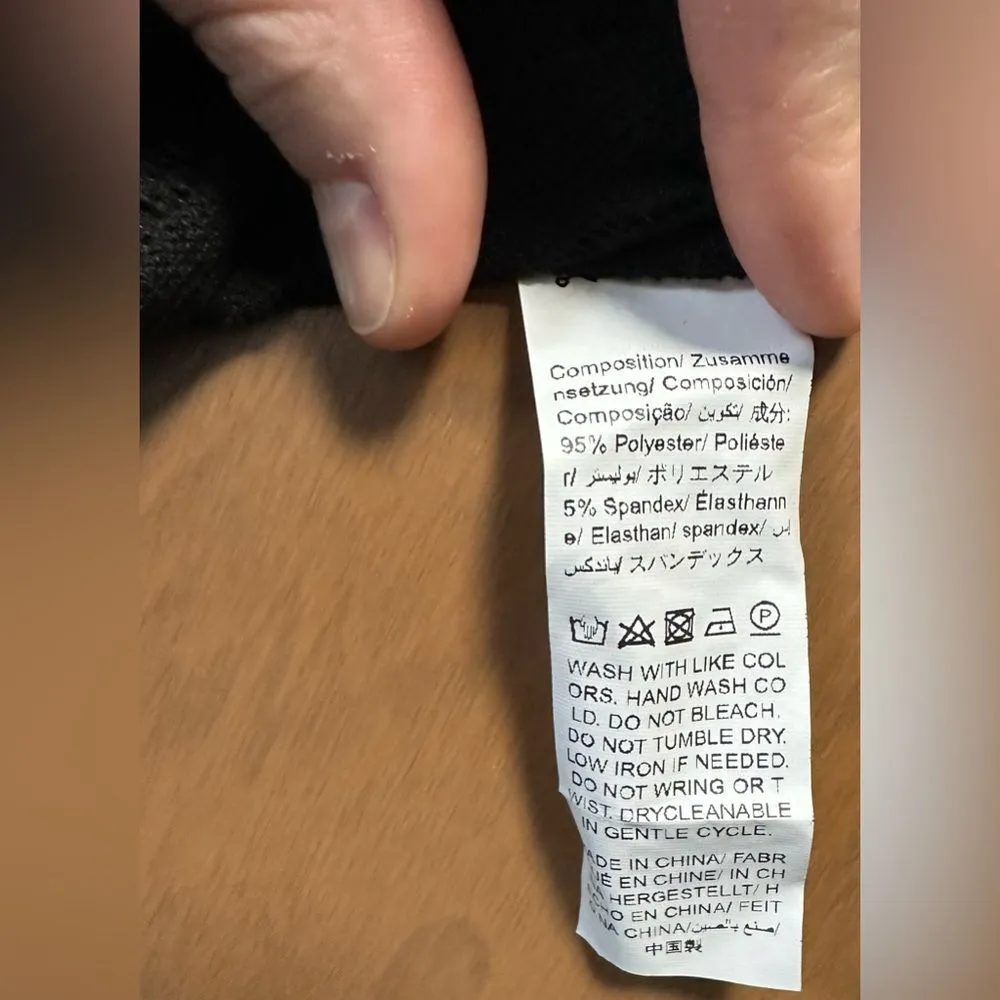 Composition/ Zusamme
nsetzung/ Composición/
Composição/ تكوين/ 成分:
95% Polyester/ Poliéste
r/ بوليستر/ ポリエステル
5% Spandex/ Élasthann
e/ Elasthan/ spandex/ س
باندكس/ スパンデックス
P
WASH WITH LIKE COL
ORS. HAND WASH CO
LD. DO NOT BLEACH.
DO NOT TUMBLE DRY.
LOW IRON IF NEEDED.
DO NOT WRING OR T
WIST. DRYCLEANABLE
IN GENTLE CYCLE.
ADE IN CHINA/ FABR
UÉ EN CHINE/ IN CH
A HERGESTELLT/ H
CHO EN CHINA/ FEIT
NA CHINA/صنع بالصين/
中国製